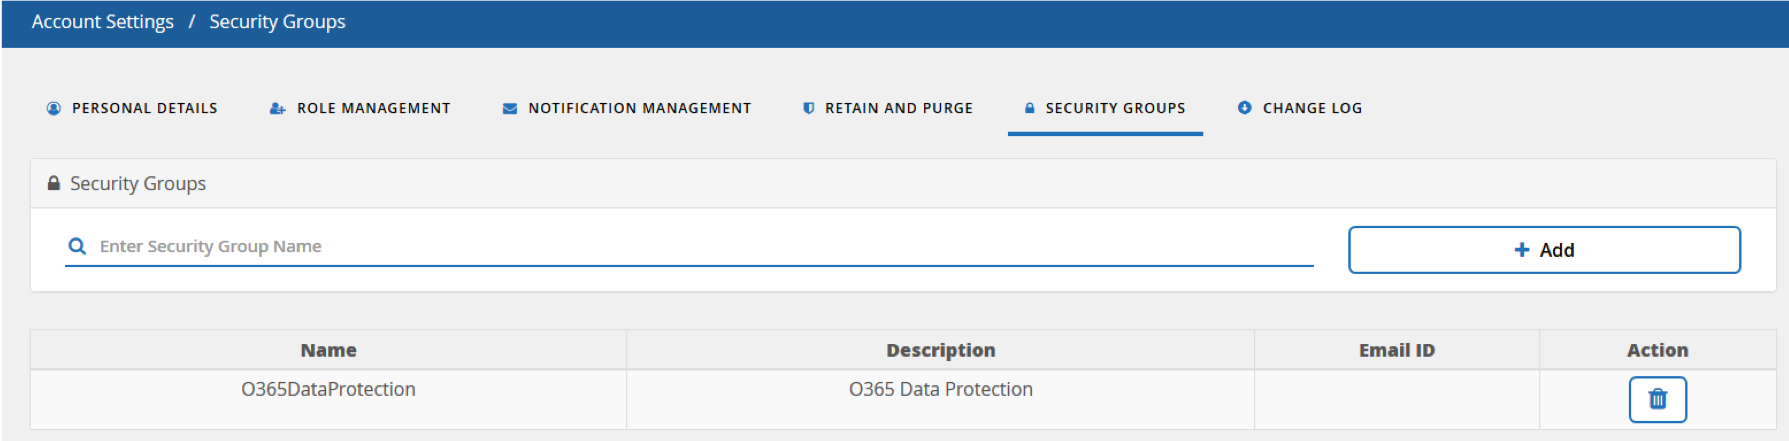 Account Settings / Security Groups
PERSONAL DETAILS ROLE MANAGEMENT NOTIFICATION MANAGEMENT RETAIN AND PURGE SECURITY GROUPS CHANGE LOG
Security Groups
Enter Security Group Name + Add
Name Description Email ID Action
O365DataProtection O365 Data Protection